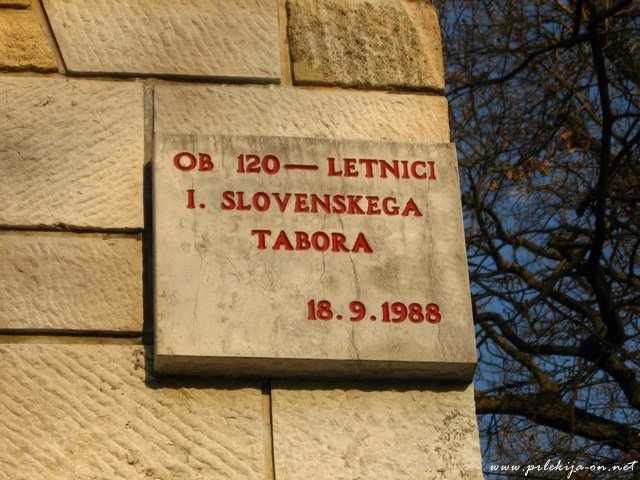 OB 120— LETNICI
I. SLOVENSKEGA
TABORA
18.9.1988
www.prlekija-on.net